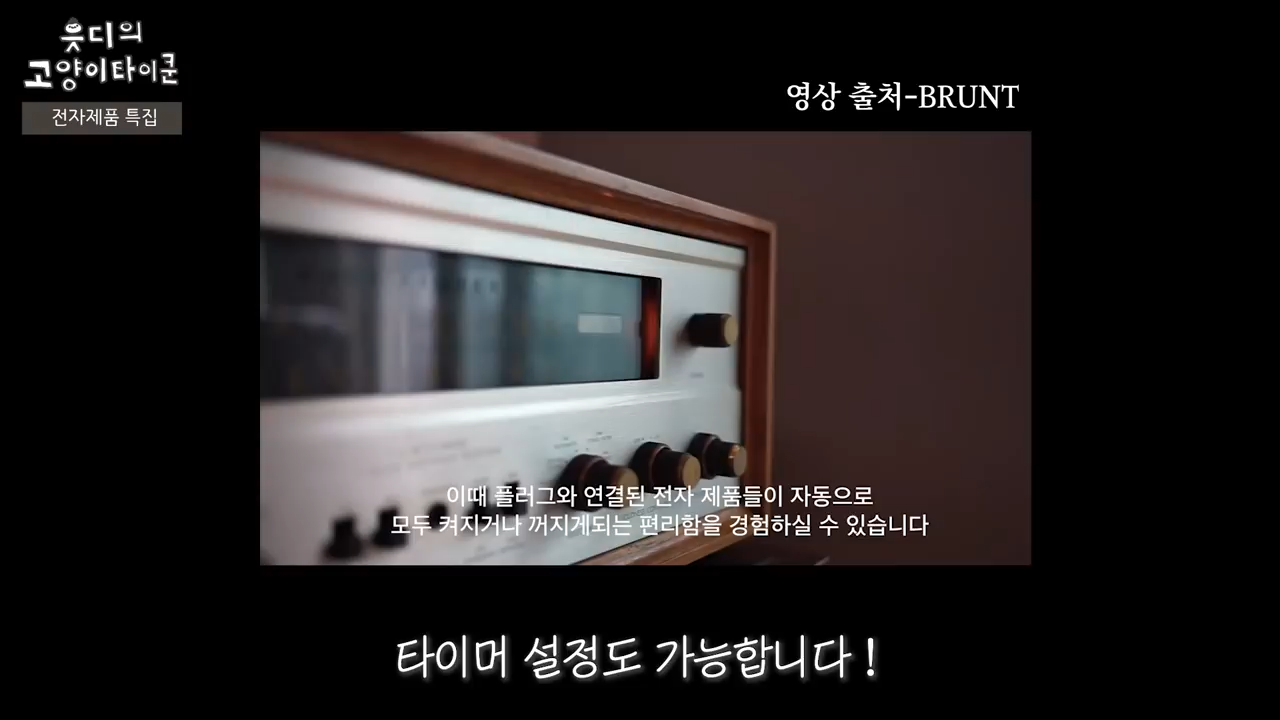 읏디의
고양이타이쿤
전자제품 특집
영상 출처-BRUNT
이때 플러그와 연결된 전자 제품들이 자동으로
모두 켜지거나 꺼지게되는 편리함을 경험하실 수 있습니다
타이머 설정도 가능합니다 !